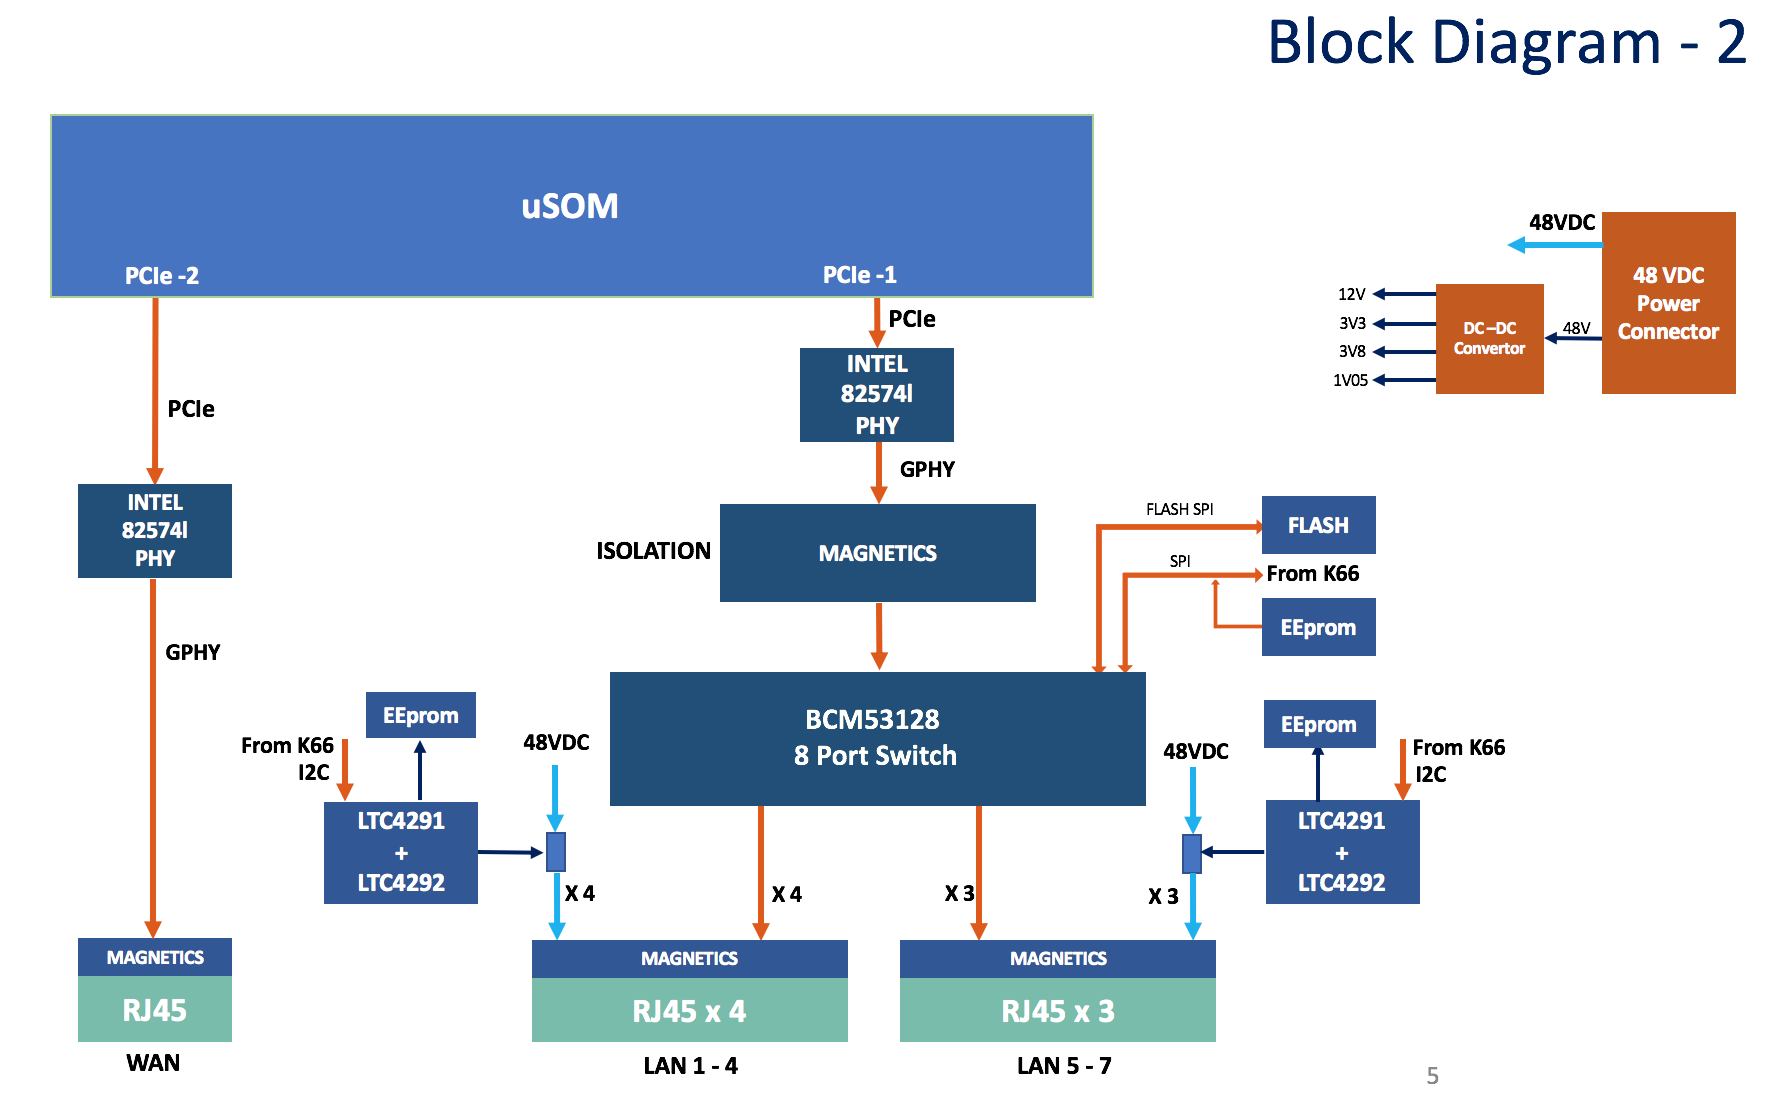 Block Diagram - 2
uSOM
PCIe -2
PCIe -1
PCIe
PCIe
INTEL
82574l
PHY
GPHY
INTEL
82574l
PHY
GPHY
ISOLATION
MAGNETICS
BCM53128
8 Port Switch
FLASH SPI
FLASH
SPI
From K66
EEprom
48VDC
48 VDC
Power
Connector
48V
DC –DC
Convertor
12V
3V3
3V8
1V05
EEprom
From K66
I2C
LTC4291
+
LTC4292
48VDC
X 4
X 4
X 3
48VDC
X 3
EEprom
From K66
I2C
LTC4291
+
LTC4292
MAGNETICS
RJ45
WAN
MAGNETICS
RJ45 x 4
LAN 1 - 4
MAGNETICS
RJ45 x 3
LAN 5 - 7
5